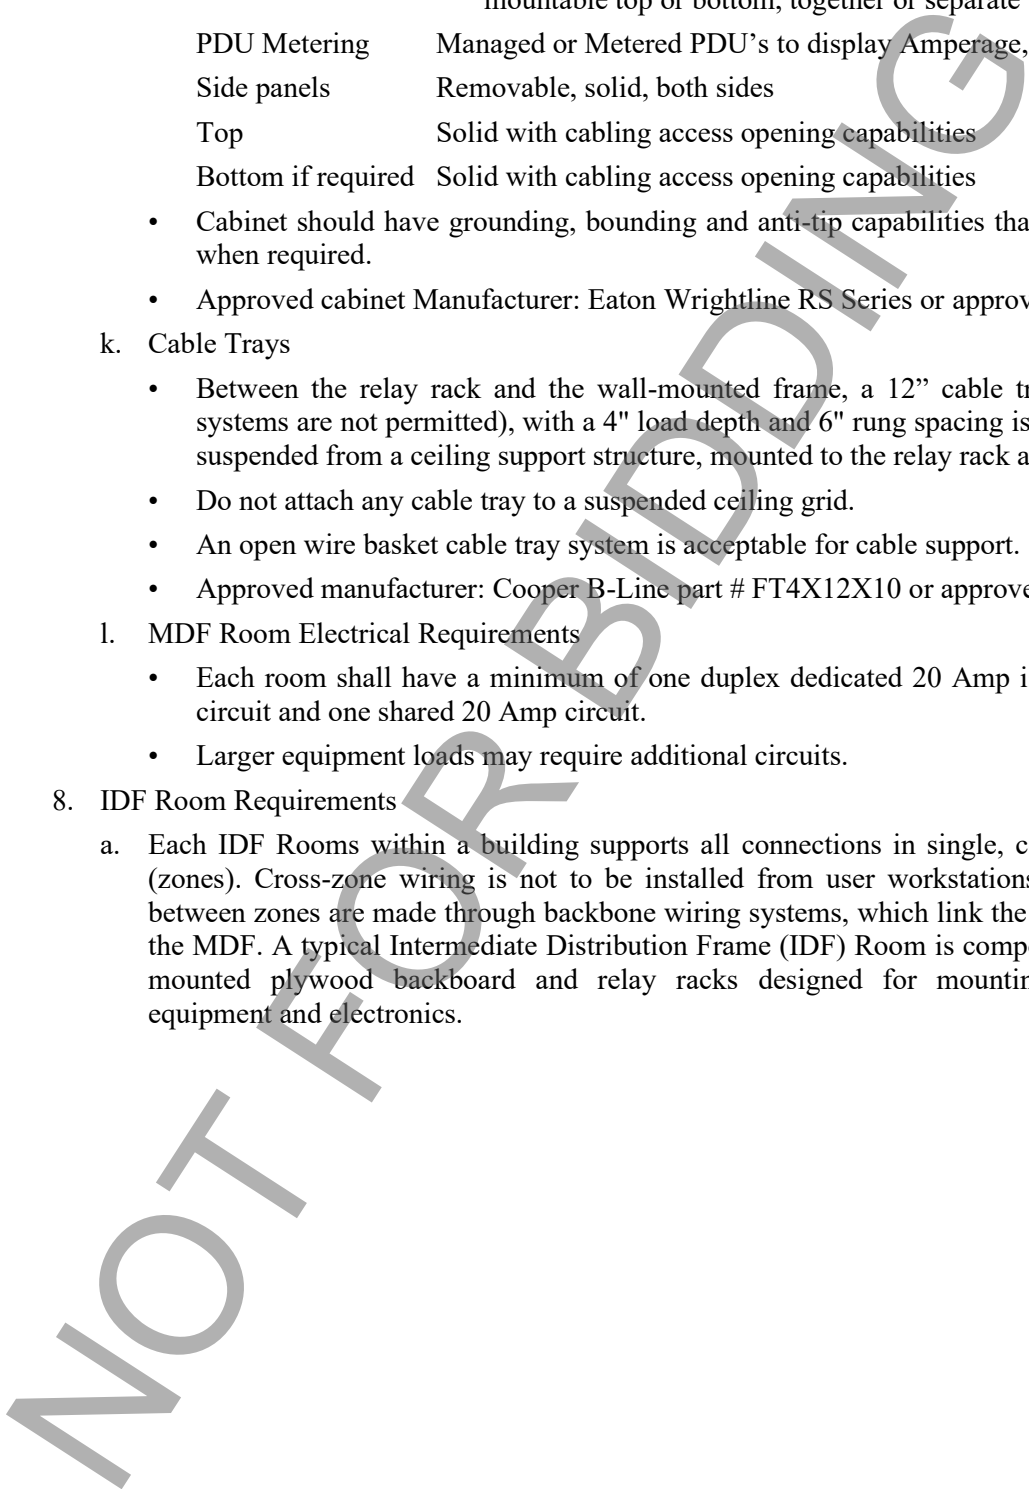 mountable top or bottom, together or separate
PDU Metering Managed or Metered PDU’s to display Amperage,
Side panels Removable, solid, both sides
Top Solid with cabling access opening capabilities
Bottom if required Solid with cabling access opening capabilities
• Cabinet should have grounding, bounding and anti-tip capabilities tha
when required.
• Approved cabinet Manufacturer: Eaton Wrightline RS Series or approv
k. Cable Trays
• Between the relay rack and the wall-mounted frame, a 12” cable tr
systems are not permitted), with a 4" load depth and 6" rung spacing is
suspended from a ceiling support structure, mounted to the relay rack a
• Do not attach any cable tray to a suspended ceiling grid.
• An open wire basket cable tray system is acceptable for cable support.
• Approved manufacturer: Cooper B-Line part # FT4X12X10 or approve
l. MDF Room Electrical Requirements
• Each room shall have a minimum of one duplex dedicated 20 Amp i
circuit and one shared 20 Amp circuit.
• Larger equipment loads may require additional circuits.
8. IDF Room Requirements
a. Each IDF Rooms within a building supports all connections in single, c
(zones). Cross-zone wiring is not to be installed from user workstations
between zones are made through backbone wiring systems, which link the
the MDF. A typical Intermediate Distribution Frame (IDF) Room is compo
mounted plywood backboard and relay racks designed for mountin
equipment and electronics.
NOT FOR BIDDING